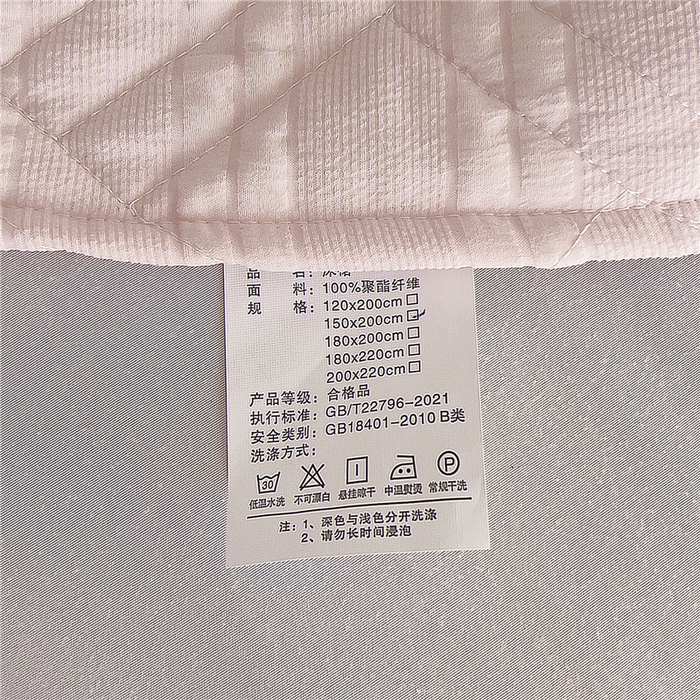 品 名：床褥
面 料：100%聚酯纤维
规 格：120x200cm
150x200cm
180x200cm
180x220cm
200x220cm
产品等级：合格品
执行标准：GB/T22796-2021
安全类别：GB18401-2010 B类
洗涤方式：
30 P
低温水洗 不可漂白 悬挂晾干 中温熨烫 常规干洗
注：1、深色与浅色分开洗涤
2、请勿长时间浸泡